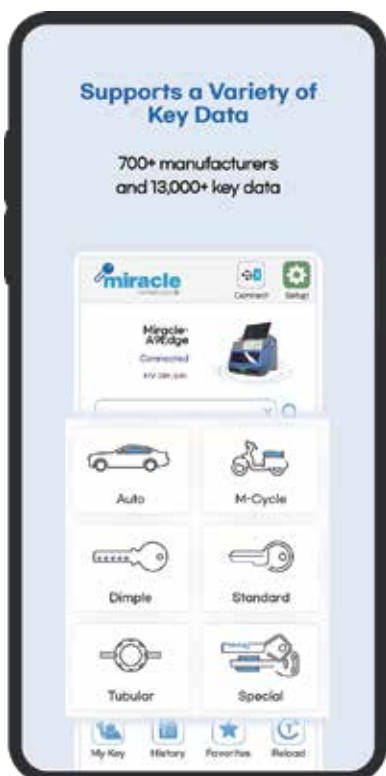 Supports a Variety of
Key Data
700+ manufacturers
and 13,000+ key data
miracle
Connect Setup
Miracle-
A9Edge
Connected
Auto M-Cycle
Dimple Standard
Tubular Special
My Key History Favorites Reload